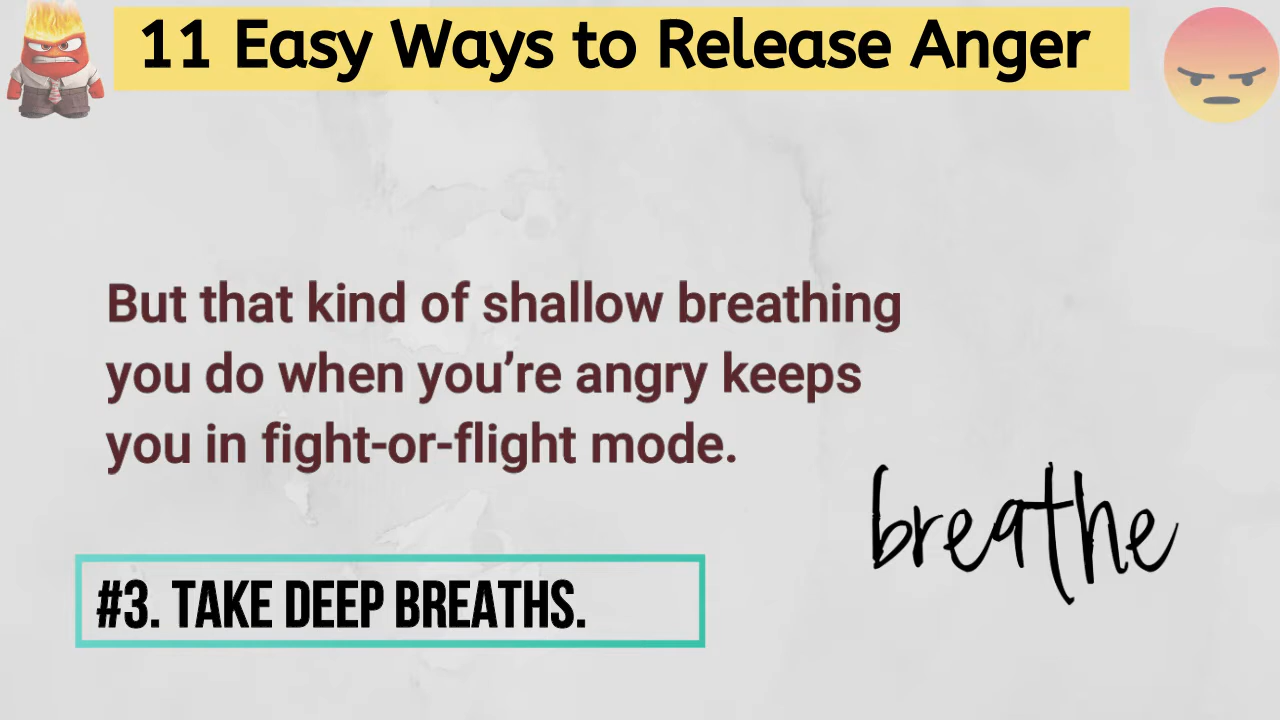 11 Easy Ways to Release Anger
But that kind of shallow breathing
you do when you’re angry keeps
you in fight-or-flight mode.
breathe
#3. TAKE DEEP BREATHS.